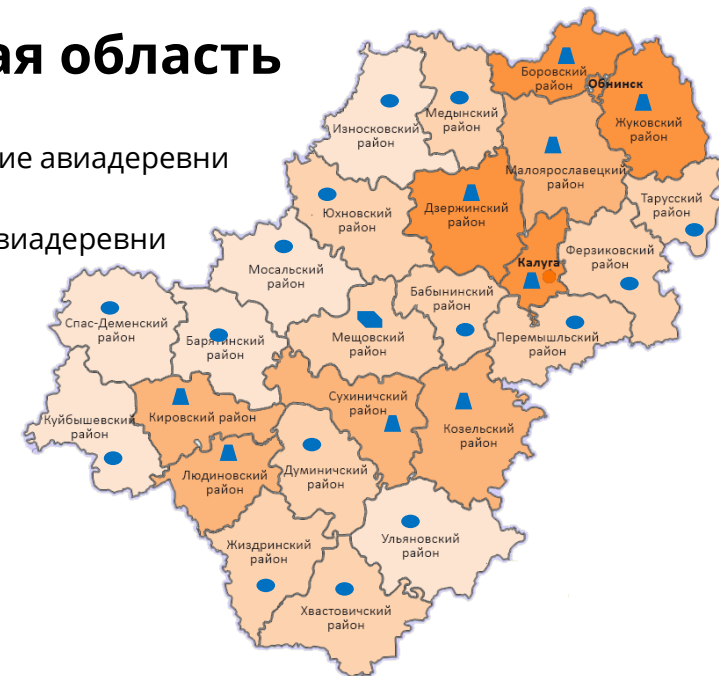 ая область
ие авиадеревни
виадеревни
Боровский
район
Обнинск
Жуковский
район
Медынский
район
Износковский
район
Малоярославецкий
район
Тарусский
район
Дзержинский
район
Юхновский
район
Ферзиковский
район
Калуга
Мосальский
район
Бабынинский
район
Спас-Деменский
район
Барятинский
район
Мещовский
район
Перемышльский
район
Куйбышевский
район
Кировский район
Сухиничский
район
Козельский
район
Людиновский
район
Думиничский
район
Ульяновский
район
Жиздринский
район
Хвастовичский
район